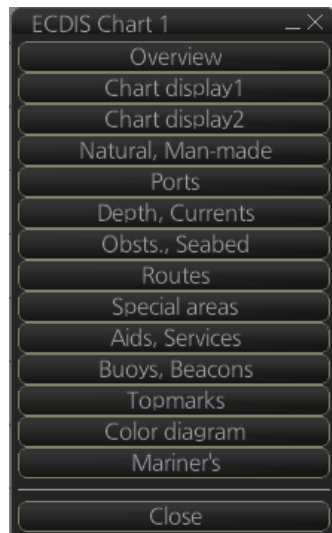 ECDIS Chart 1
Overview
Chart display1
Chart display2
Natural, Man-made
Ports
Depth, Currents
Obsts., Seabed
Routes
Special areas
Aids, Services
Buoys, Beacons
Topmarks
Color diagram
Mariner's
Close